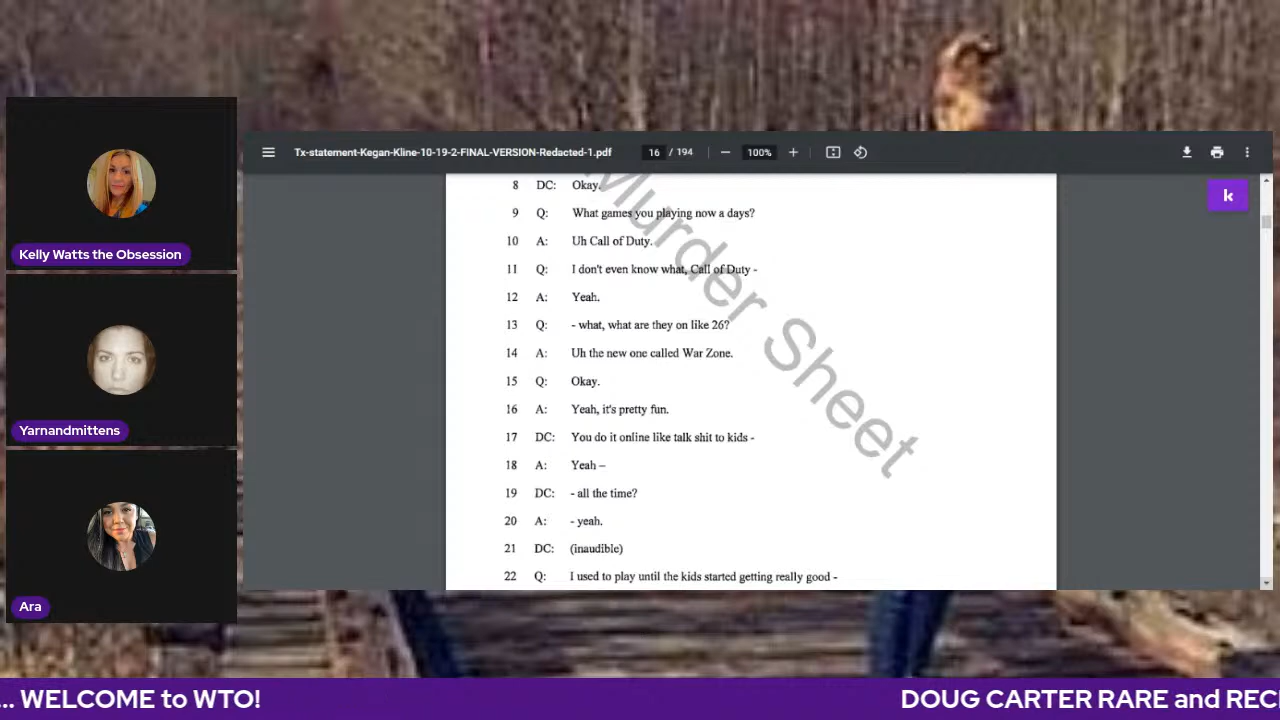 Tx-statement-Kegan-Kline-10-19-2-FINAL-VERSION-Redacted-1.pdf 16 / 194 100%
k
Murder Sheet
8 DC: Okay.
9 Q: What games you playing now a days?
10 A: Uh Call of Duty.
11 Q: I don't even know what, Call of Duty -
12 A: Yeah.
13 Q: - what, what are they on like 26?
14 A: Uh the new one called War Zone.
15 Q: Okay.
16 A: Yeah, it's pretty fun.
17 DC: You do it online like talk shit to kids -
18 A: Yeah –
19 DC: - all the time?
20 A: - yeah.
21 DC: (inaudible)
22 Q: I used to play until the kids started getting really good -
Kelly Watts the Obsession
Yarnandmittens
Ara
... WELCOME to WTO! DOUG CARTER RARE and REC